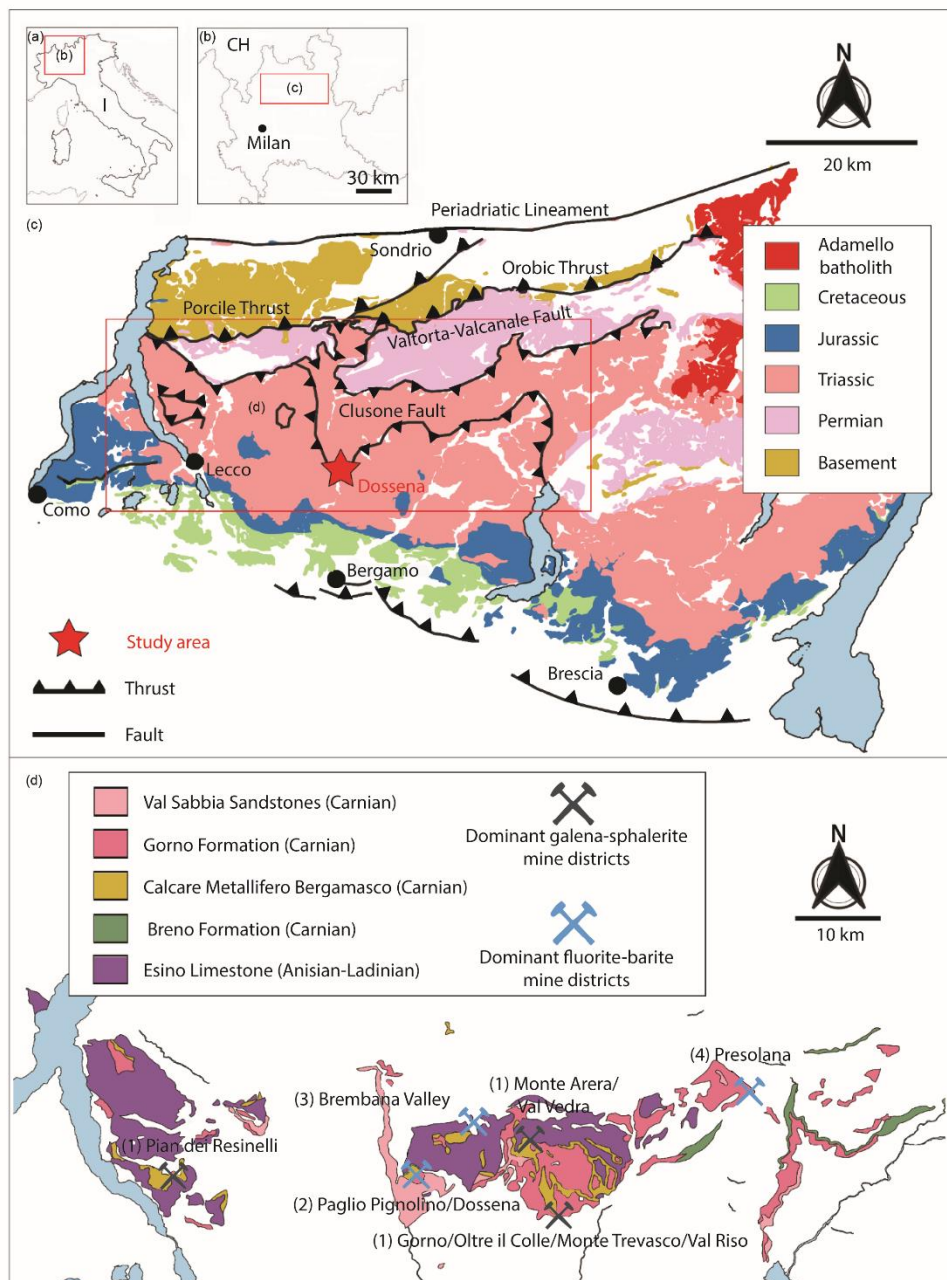 (a)
(b)
I
(b)
CH
(c)
Milan
30 km
N
20 km
(c)
Periadriatic Lineament
Sondrio
Orobic Thrust
Porcile Thrust
Valtorta-Valcanale Fault
(d)
Clusone Fault
Lecco
Dossena
Como
Bergamo
Brescia
Adamello
batholith
Cretaceous
Jurassic
Triassic
Permian
Basement
Study area
Thrust
Fault
(d)
Val Sabbia Sandstones (Carnian)
Gorno Formation (Carnian)
Calcare Metallifero Bergamasco (Carnian)
Breno Formation (Carnian)
Esino Limestone (Anisian-Ladinian)
Dominant galena-sphalerite
mine districts
Dominant fluorite-barite
mine districts
N
10 km
(4) Presolana
(1) Monte Arera/
Val Vedra
(3) Brembana Valley
(1) Pian dei Resinelli
(2) Paglio Pignolino/Dossena
(1) Gorno/Oltre il Colle/Monte Trevasco/Val Riso